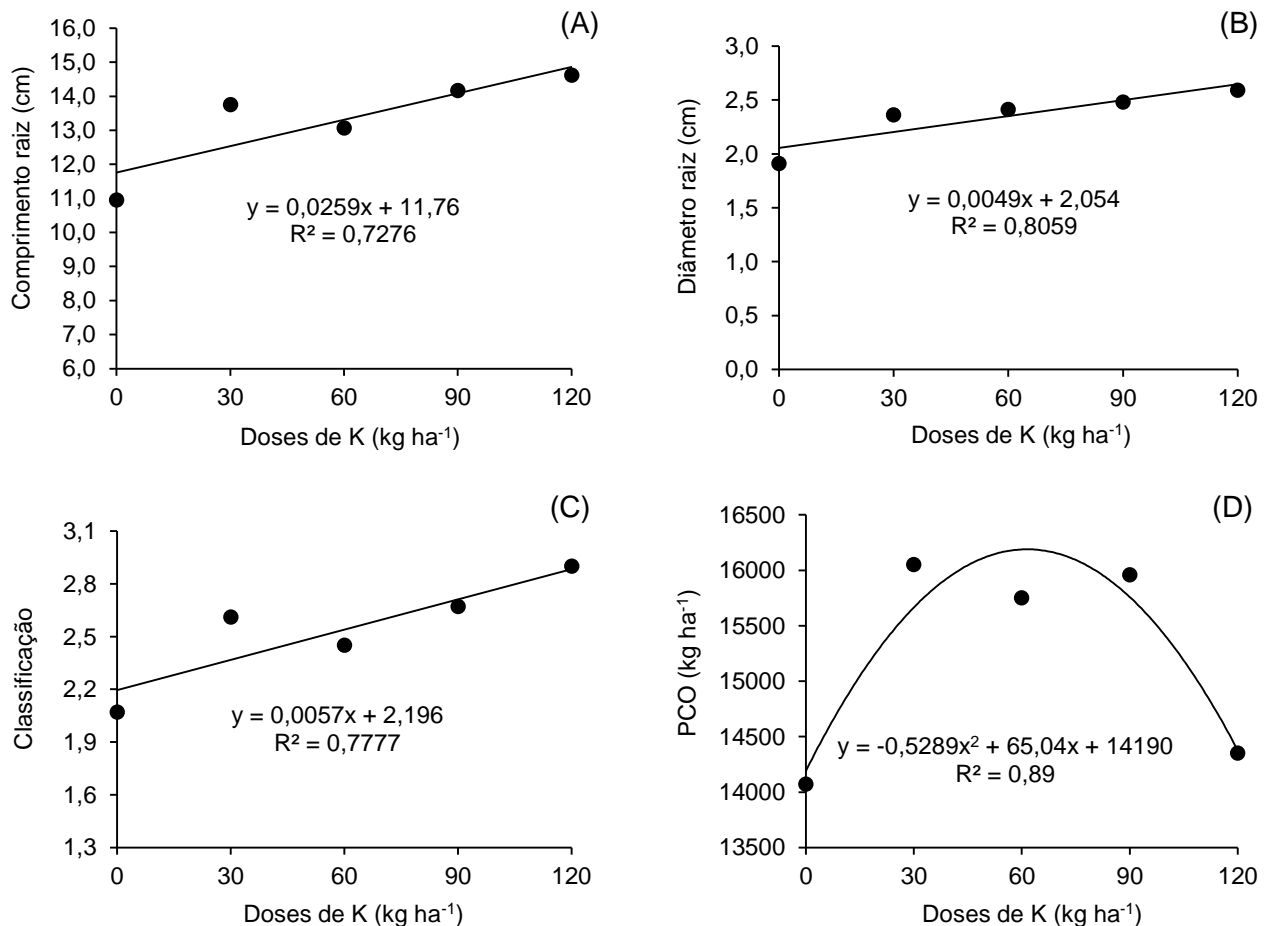 (A)
Comprimento raiz (cm)
16,0
15,0
14,0
13,0
12,0
11,0
10,0
9,0
8,0
7,0
6,0
y = 0,0259x + 11,76
R² = 0,7276
0 30 60 90 120
Doses de K (kg ha⁻¹)
(B)
Diâmetro raiz (cm)
3,0
2,5
2,0
1,5
1,0
0,5
0,0
y = 0,0049x + 2,054
R² = 0,8059
0 30 60 90 120
Doses de K (kg ha⁻¹)
(C)
Classificação
3,1
2,8
2,5
2,2
1,9
1,6
1,3
y = 0,0057x + 2,196
R² = 0,7777
0 30 60 90 120
Doses de K (kg ha⁻¹)
(D)
PCO (kg ha⁻¹)
16500
16000
15500
15000
14500
14000
13500
y = -0,5289x² + 65,04x + 14190
R² = 0,89
0 30 60 90 120
Doses de K (kg ha⁻¹)